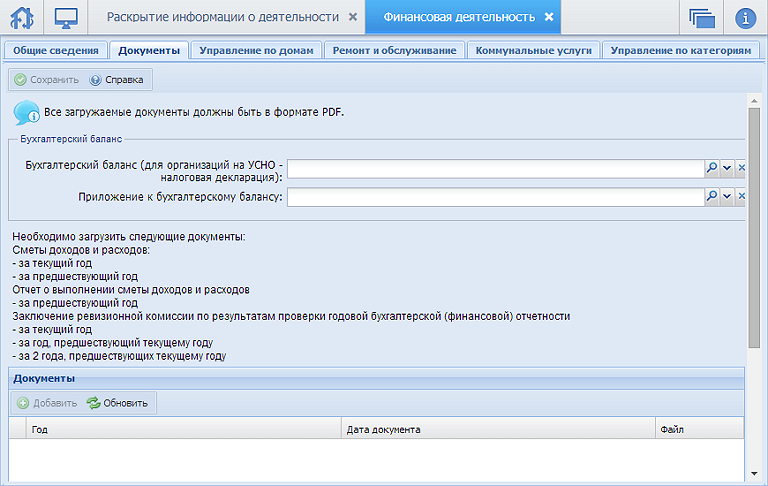 Раскрытие информации о деятельности
Финансовая деятельность
Общие сведения
Документы
Управление по домам
Ремонт и обслуживание
Коммунальные услуги
Управление по категориям
Сохранить
Справка
Все загружаемые документы должны быть в формате PDF.
Бухгалтерский баланс
Бухгалтерский баланс (для организаций на УСНО -
налоговая декларация):
Приложение к бухгалтерскому балансу:
Необходимо загрузить следующие документы:
Сметы доходов и расходов:
- за текущий год
- за предшествующий год
Отчет о выполнении сметы доходов и расходов
- за предшествующий год
Заключение ревизионной комиссии по результатам проверки годовой бухгалтерской (финансовой) отчетности
- за текущий год
- за год, предшествующий текущему году
- за 2 года, предшествующих текущему году
Документы
Добавить
Обновить
Год
Дата документа
Файл